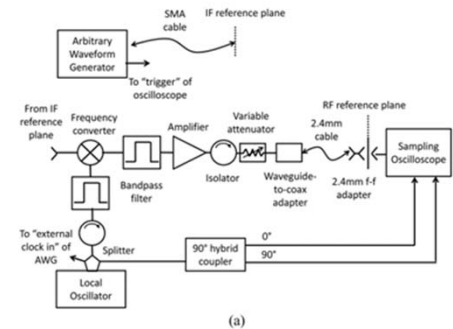 SMA
cable
IF reference plane
Arbitrary
Waveform
Generator
To "trigger" of
oscilloscope
From IF
reference
plane
Frequency
converter
Amplifier
Variable
attenuator
RF reference plane
2.4mm
cable
Sampling
Oscilloscope
Bandpass
filter
Isolator
Waveguide-
to-coax
adapter
2.4mm f-f
adapter
To "external
clock in" of
AWG
Splitter
90° hybrid
coupler
0°
90°
Local
Oscillator
(a)